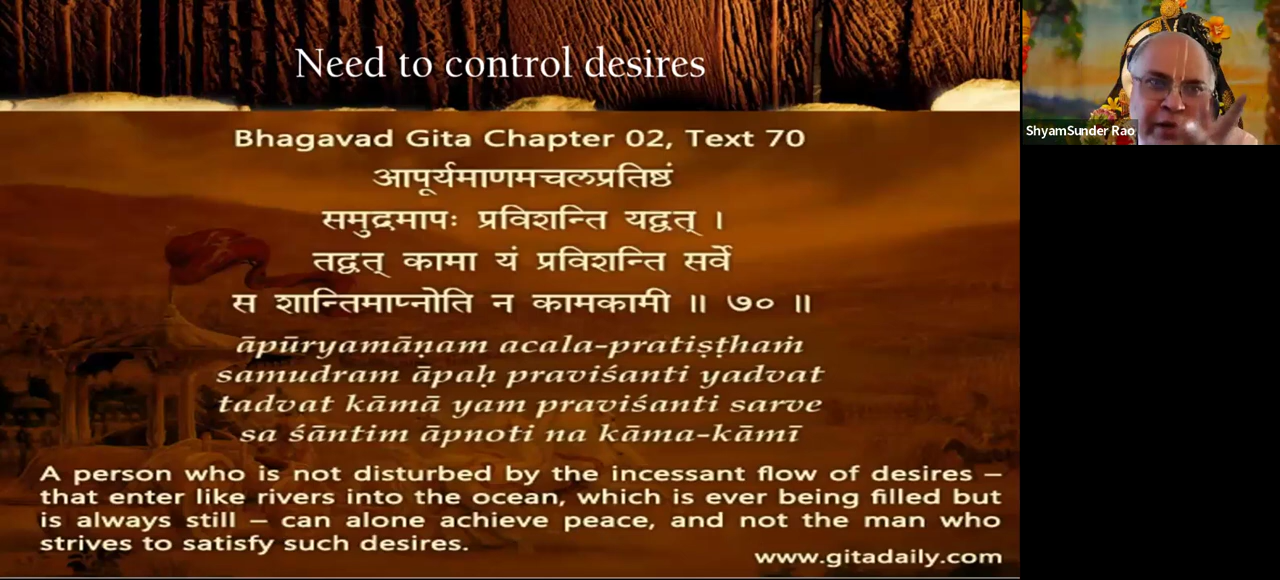 Need to control desires
Bhagavad Gita Chapter 02, Text 70
आपूर्यमाणमचलप्रतिष्ठं
समुद्रमापः प्रविशन्ति यद्वत् ।
तद्वत् कामा यं प्रविशन्ति सर्वे
स शान्तिमाप्नोति न कामकामी ॥ ७० ॥
āpūryamāṇam acala-pratiṣṭhaṁ
samudram āpaḥ praviśanti yadvat
tadvat kāmā yam praviśanti sarve
sa śāntim āpnoti na kāma-kāmī
A person who is not disturbed by the incessant flow of desires –
that enter like rivers into the ocean, which is ever being filled but
is always still – can alone achieve peace, and not the man who
strives to satisfy such desires.
www.gitadaily.com
ShyamSunder Rao